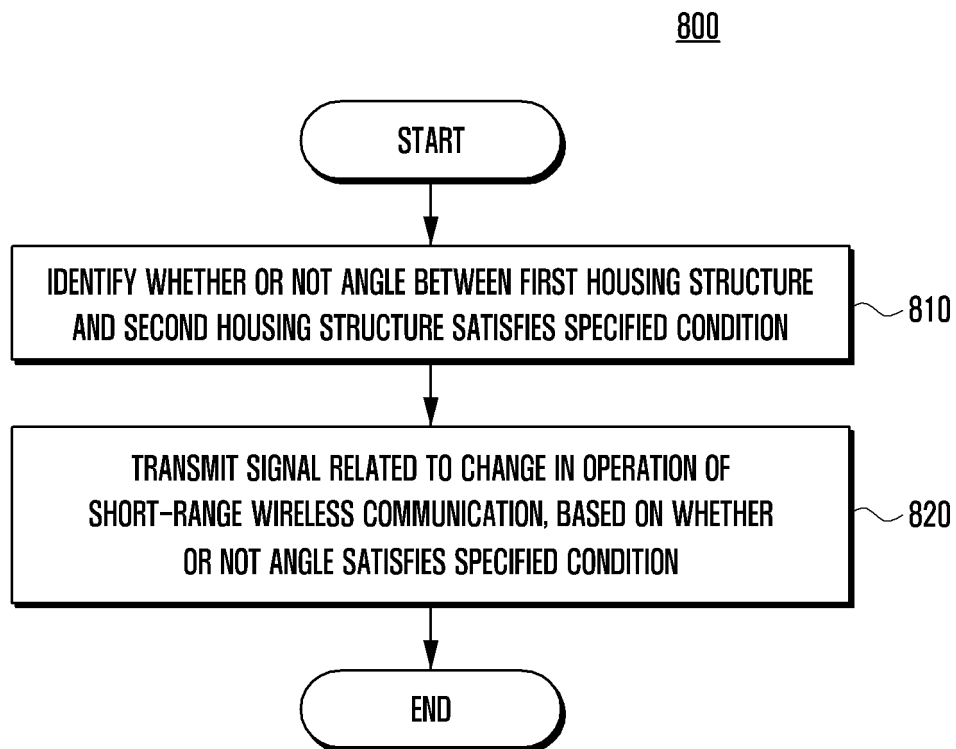 800
START
IDENTIFY WHETHER OR NOT ANGLE BETWEEN FIRST HOUSING STRUCTURE
AND SECOND HOUSING STRUCTURE SATISFIES SPECIFIED CONDITION
810
TRANSMIT SIGNAL RELATED TO CHANGE IN OPERATION OF
SHORT-RANGE WIRELESS COMMUNICATION, BASED ON WHETHER
OR NOT ANGLE SATISFIES SPECIFIED CONDITION
820
END